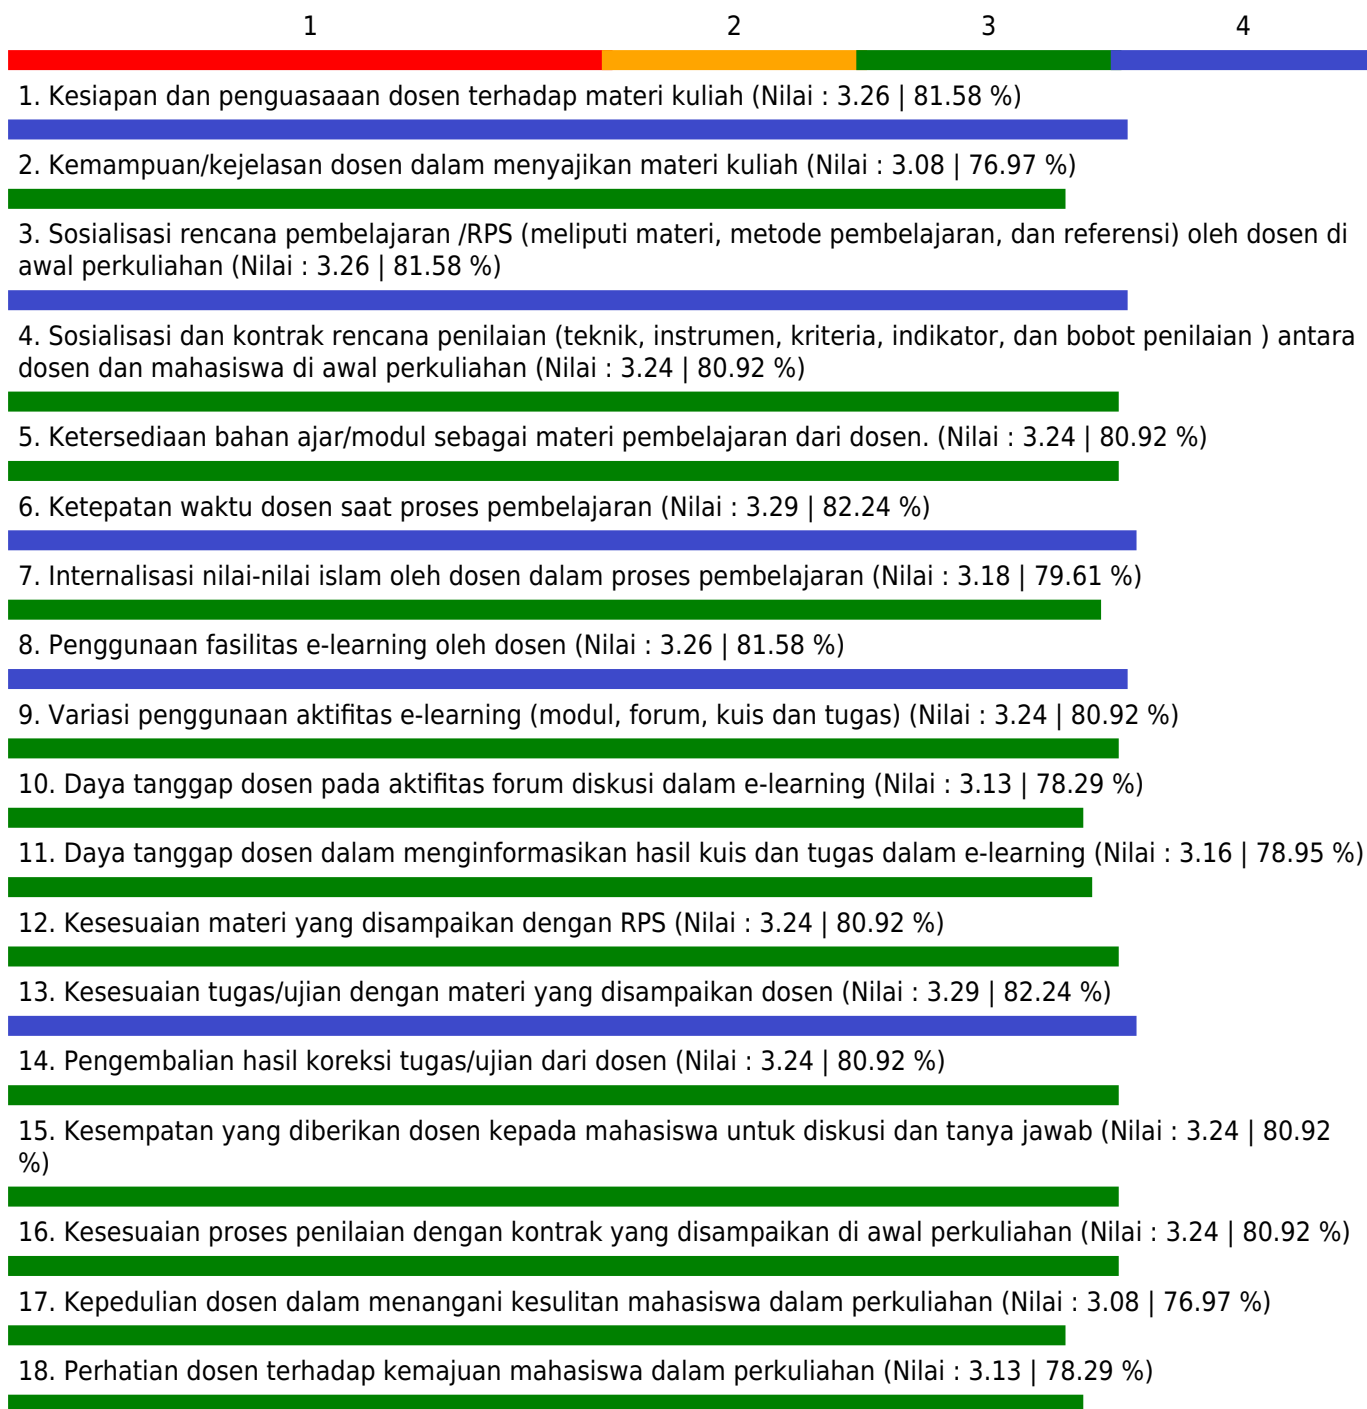 1 2 3 4
1. Kesiapan dan penguasaaan dosen terhadap materi kuliah (Nilai : 3.26 | 81.58 %)
2. Kemampuan/kejelasan dosen dalam menyajikan materi kuliah (Nilai : 3.08 | 76.97 %)
3. Sosialisasi rencana pembelajaran /RPS (meliputi materi, metode pembelajaran, dan referensi) oleh dosen di
awal perkuliahan (Nilai : 3.26 | 81.58 %)
4. Sosialisasi dan kontrak rencana penilaian (teknik, instrumen, kriteria, indikator, dan bobot penilaian ) antara
dosen dan mahasiswa di awal perkuliahan (Nilai : 3.24 | 80.92 %)
5. Ketersediaan bahan ajar/modul sebagai materi pembelajaran dari dosen. (Nilai : 3.24 | 80.92 %)
6. Ketepatan waktu dosen saat proses pembelajaran (Nilai : 3.29 | 82.24 %)
7. Internalisasi nilai-nilai islam oleh dosen dalam proses pembelajaran (Nilai : 3.18 | 79.61 %)
8. Penggunaan fasilitas e-learning oleh dosen (Nilai : 3.26 | 81.58 %)
9. Variasi penggunaan aktifitas e-learning (modul, forum, kuis dan tugas) (Nilai : 3.24 | 80.92 %)
10. Daya tanggap dosen pada aktifitas forum diskusi dalam e-learning (Nilai : 3.13 | 78.29 %)
11. Daya tanggap dosen dalam menginformasikan hasil kuis dan tugas dalam e-learning (Nilai : 3.16 | 78.95 %)
12. Kesesuaian materi yang disampaikan dengan RPS (Nilai : 3.24 | 80.92 %)
13. Kesesuaian tugas/ujian dengan materi yang disampaikan dosen (Nilai : 3.29 | 82.24 %)
14. Pengembalian hasil koreksi tugas/ujian dari dosen (Nilai : 3.24 | 80.92 %)
15. Kesempatan yang diberikan dosen kepada mahasiswa untuk diskusi dan tanya jawab (Nilai : 3.24 | 80.92
%)
16. Kesesuaian proses penilaian dengan kontrak yang disampaikan di awal perkuliahan (Nilai : 3.24 | 80.92 %)
17. Kepedulian dosen dalam menangani kesulitan mahasiswa dalam perkuliahan (Nilai : 3.08 | 76.97 %)
18. Perhatian dosen terhadap kemajuan mahasiswa dalam perkuliahan (Nilai : 3.13 | 78.29 %)